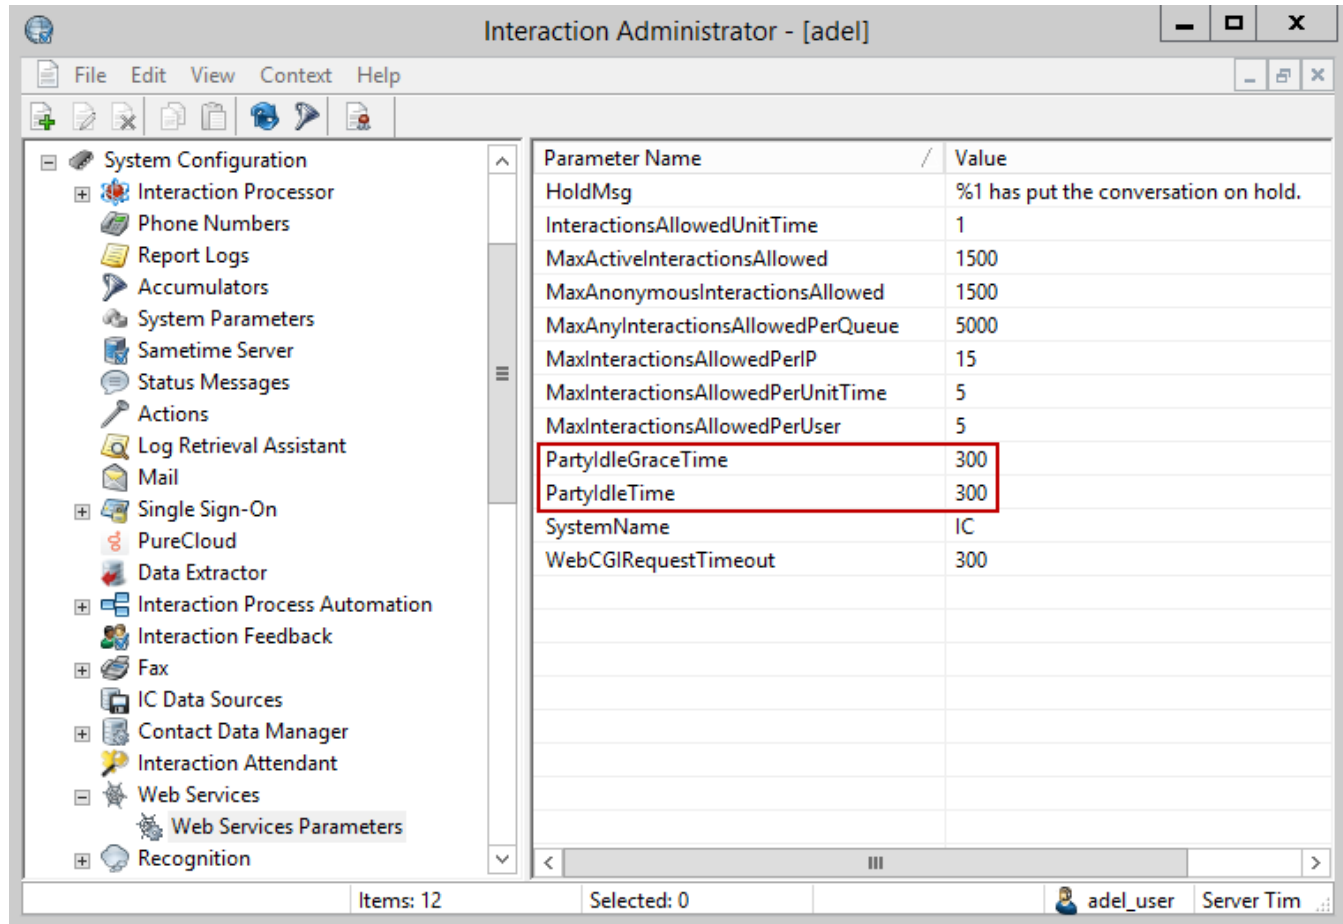 Interaction Administrator - [adel]
File Edit View Context Help
System Configuration
Interaction Processor
Phone Numbers
Report Logs
Accumulators
System Parameters
Sametime Server
Status Messages
Actions
Log Retrieval Assistant
Mail
Single Sign-On
PureCloud
Data Extractor
Interaction Process Automation
Interaction Feedback
Fax
IC Data Sources
Contact Data Manager
Interaction Attendant
Web Services
Web Services Parameters
Recognition
Parameter Name Value
HoldMsg %1 has put the conversation on hold.
InteractionsAllowedUnitTime 1
MaxActiveInteractionsAllowed 1500
MaxAnonymousInteractionsAllowed 1500
MaxAnyInteractionsAllowedPerQueue 5000
MaxInteractionsAllowedPerIP 15
MaxInteractionsAllowedPerUnitTime 5
MaxInteractionsAllowedPerUser 5
PartyIdleGraceTime 300
PartyIdleTime 300
SystemName IC
WebCGIRequestTimeout 300
Items: 12 Selected: 0 adel_user Server Tim